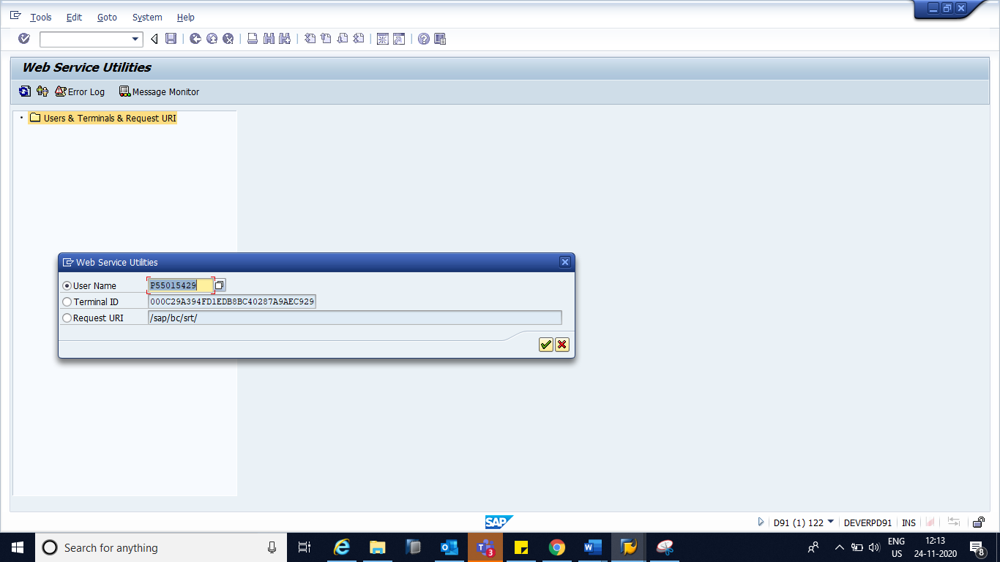 Tools Edit Goto System Help
Web Service Utilities
Error Log Message Monitor
Users & Terminals & Request URI
Web Service Utilities
User Name P55015429
Terminal ID 000C29A394FD1EDB8BC40287A9AEC929
Request URI /sap/bc/srt/
SAP
D91 (1) 122 DEVERPD91 INS
Search for anything
ENG
US
12:13
24-11-2020
3
8